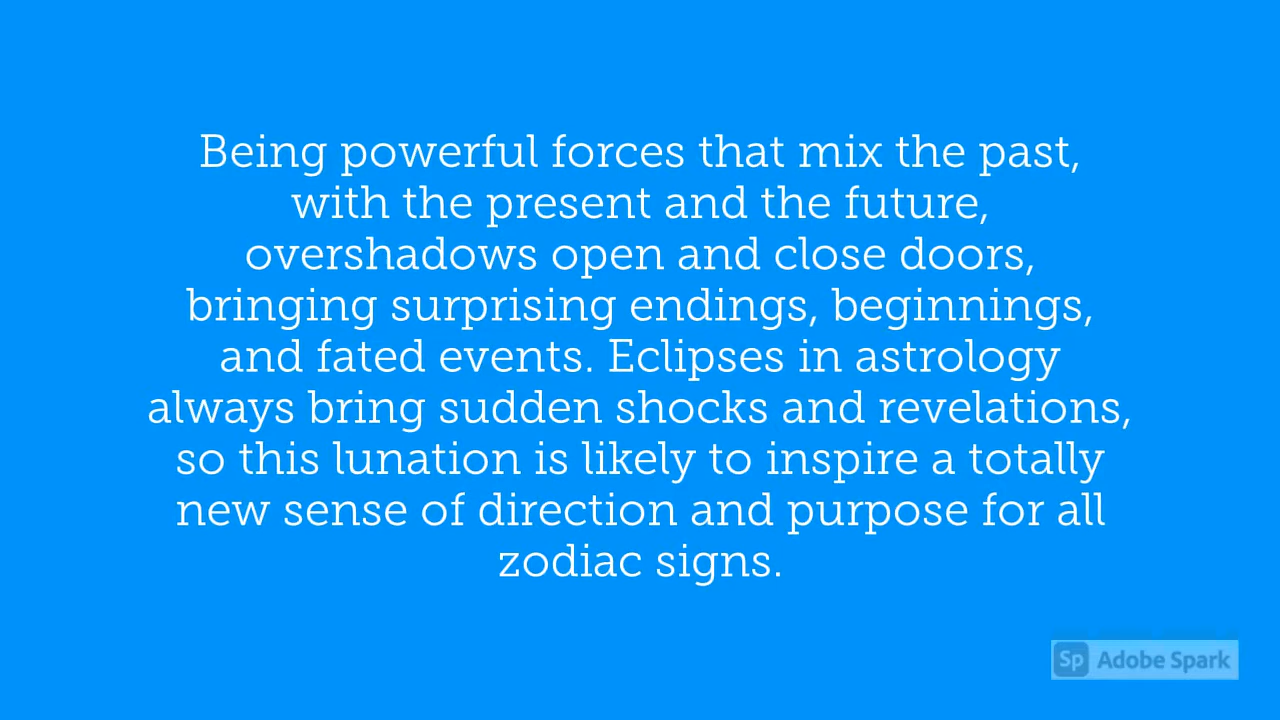 Being powerful forces that mix the past,
with the present and the future,
overshadows open and close doors,
bringing surprising endings, beginnings,
and fated events. Eclipses in astrology
always bring sudden shocks and revelations,
so this lunation is likely to inspire a totally
new sense of direction and purpose for all
zodiac signs.
Sp Adobe Spark